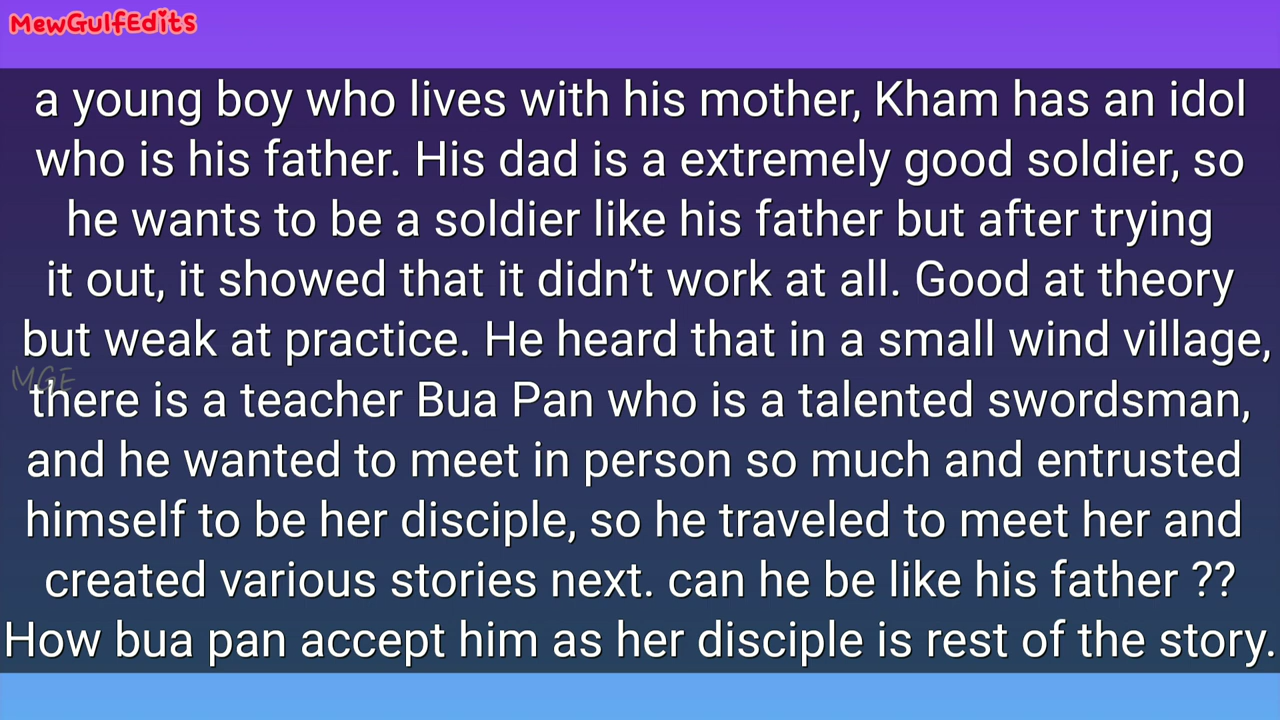 MewGulfEdits
a young boy who lives with his mother, Kham has an idol
who is his father. His dad is a extremely good soldier, so
he wants to be a soldier like his father but after trying
it out, it showed that it didn’t work at all. Good at theory
but weak at practice. He heard that in a small wind village,
MGE
there is a teacher Bua Pan who is a talented swordsman,
and he wanted to meet in person so much and entrusted
himself to be her disciple, so he traveled to meet her and
created various stories next. can he be like his father ??
How bua pan accept him as her disciple is rest of the story.